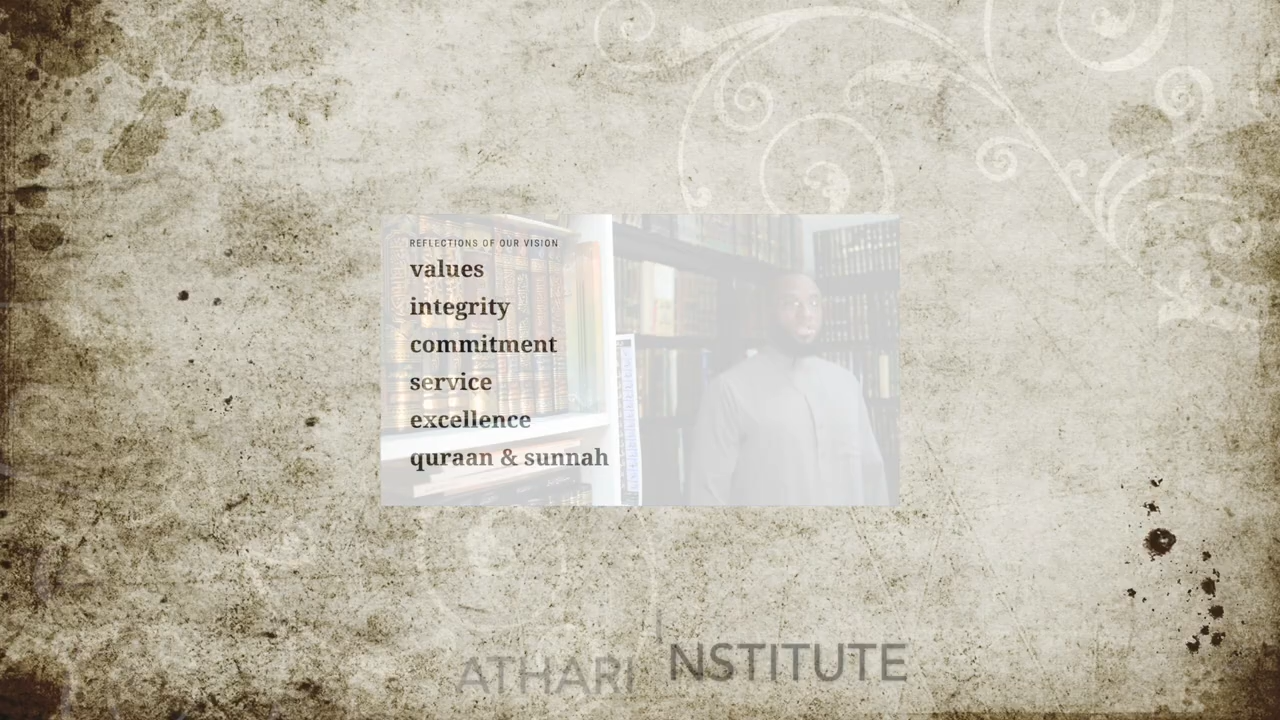 REFLECTIONS OF OUR VISION
values
integrity
commitment
service
excellence
quraan & sunnah
ATHARI INSTITUTE